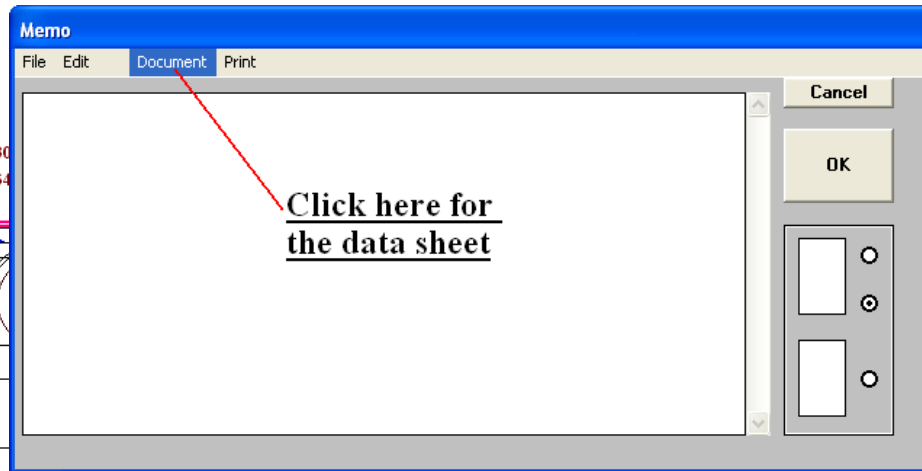 Memo
File Edit Document Print
Cancel
OK
Click here for
the data sheet